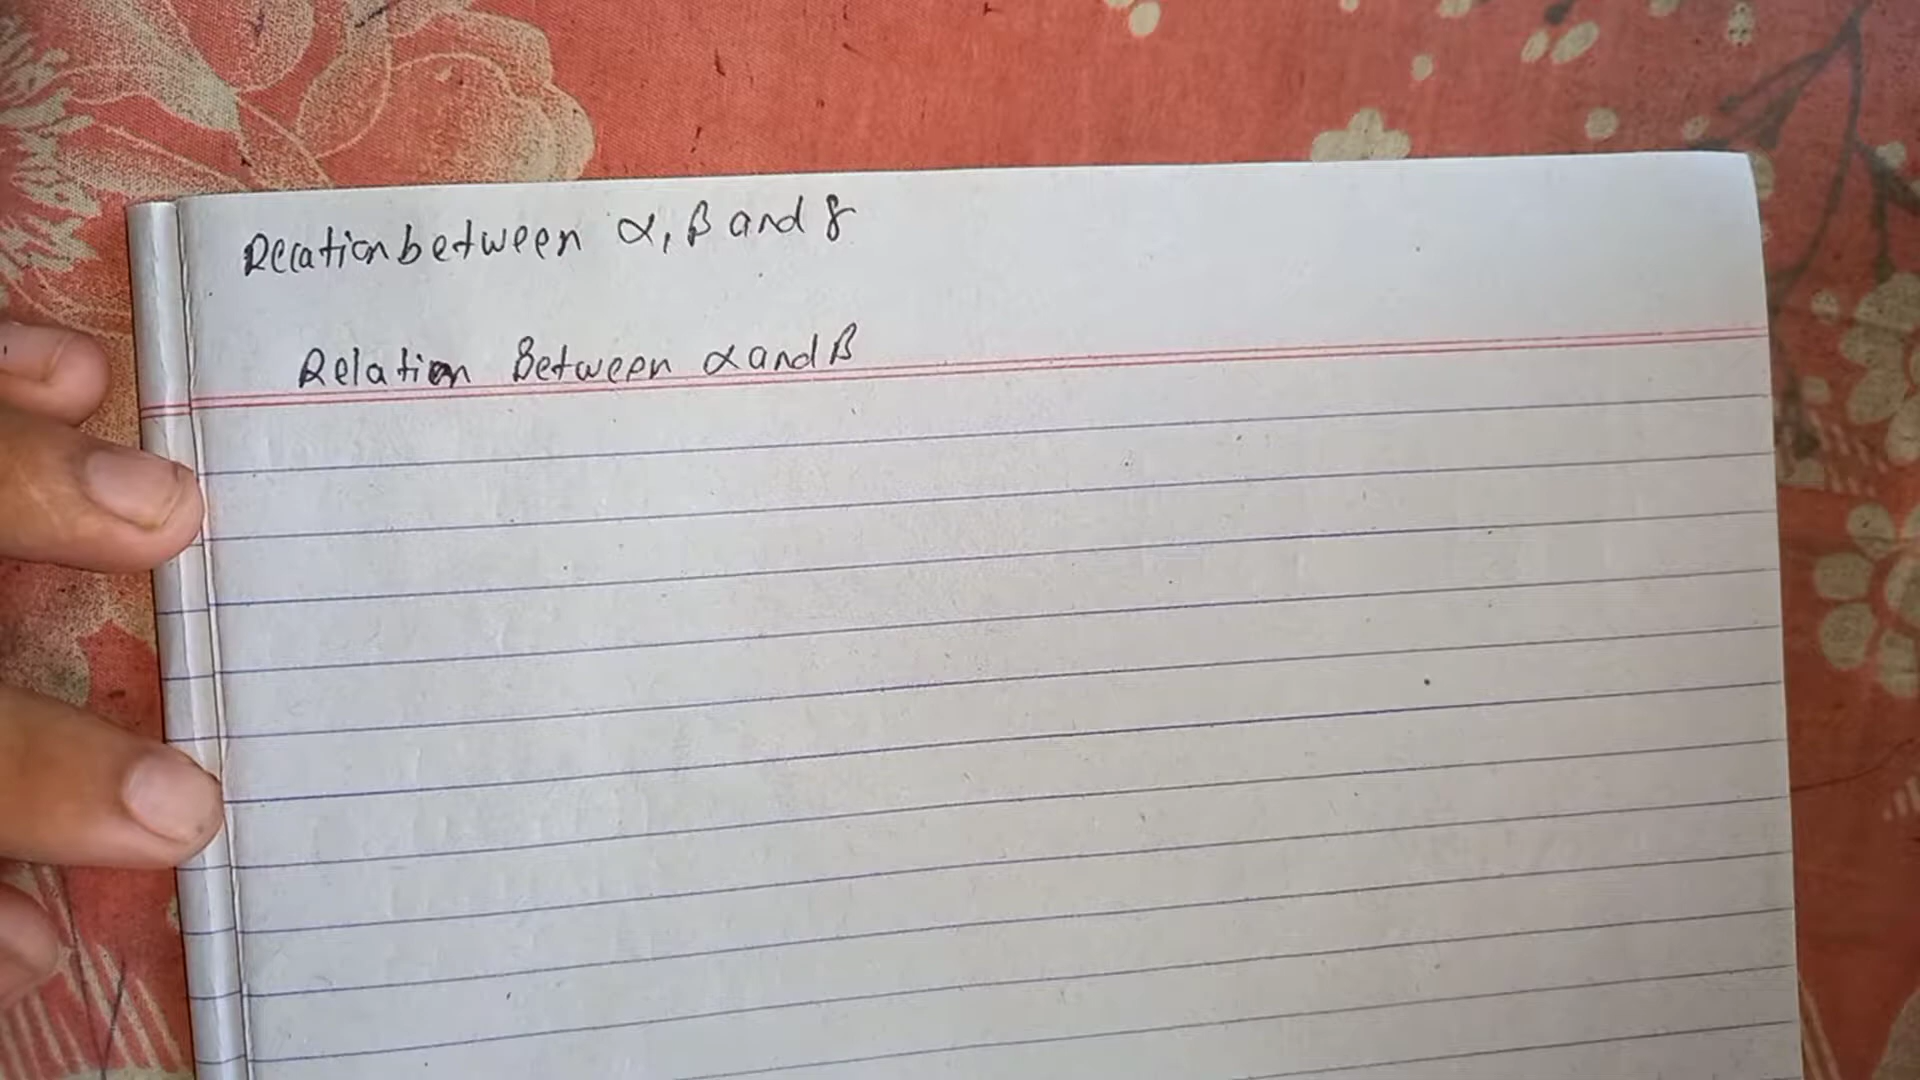 Relation between α, β and γ
Relation Between α and β